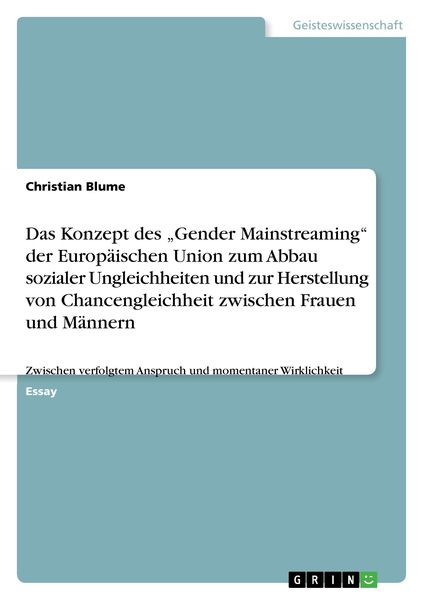 Geisteswissenschaft
Christian Blume
Das Konzept des „Gender Mainstreaming“
der Europäischen Union zum Abbau
sozialer Ungleichheiten und zur Herstellung
von Chancengleichheit zwischen Frauen
und Männern
Zwischen verfolgtem Anspruch und momentaner Wirklichkeit
Essay
GRIN